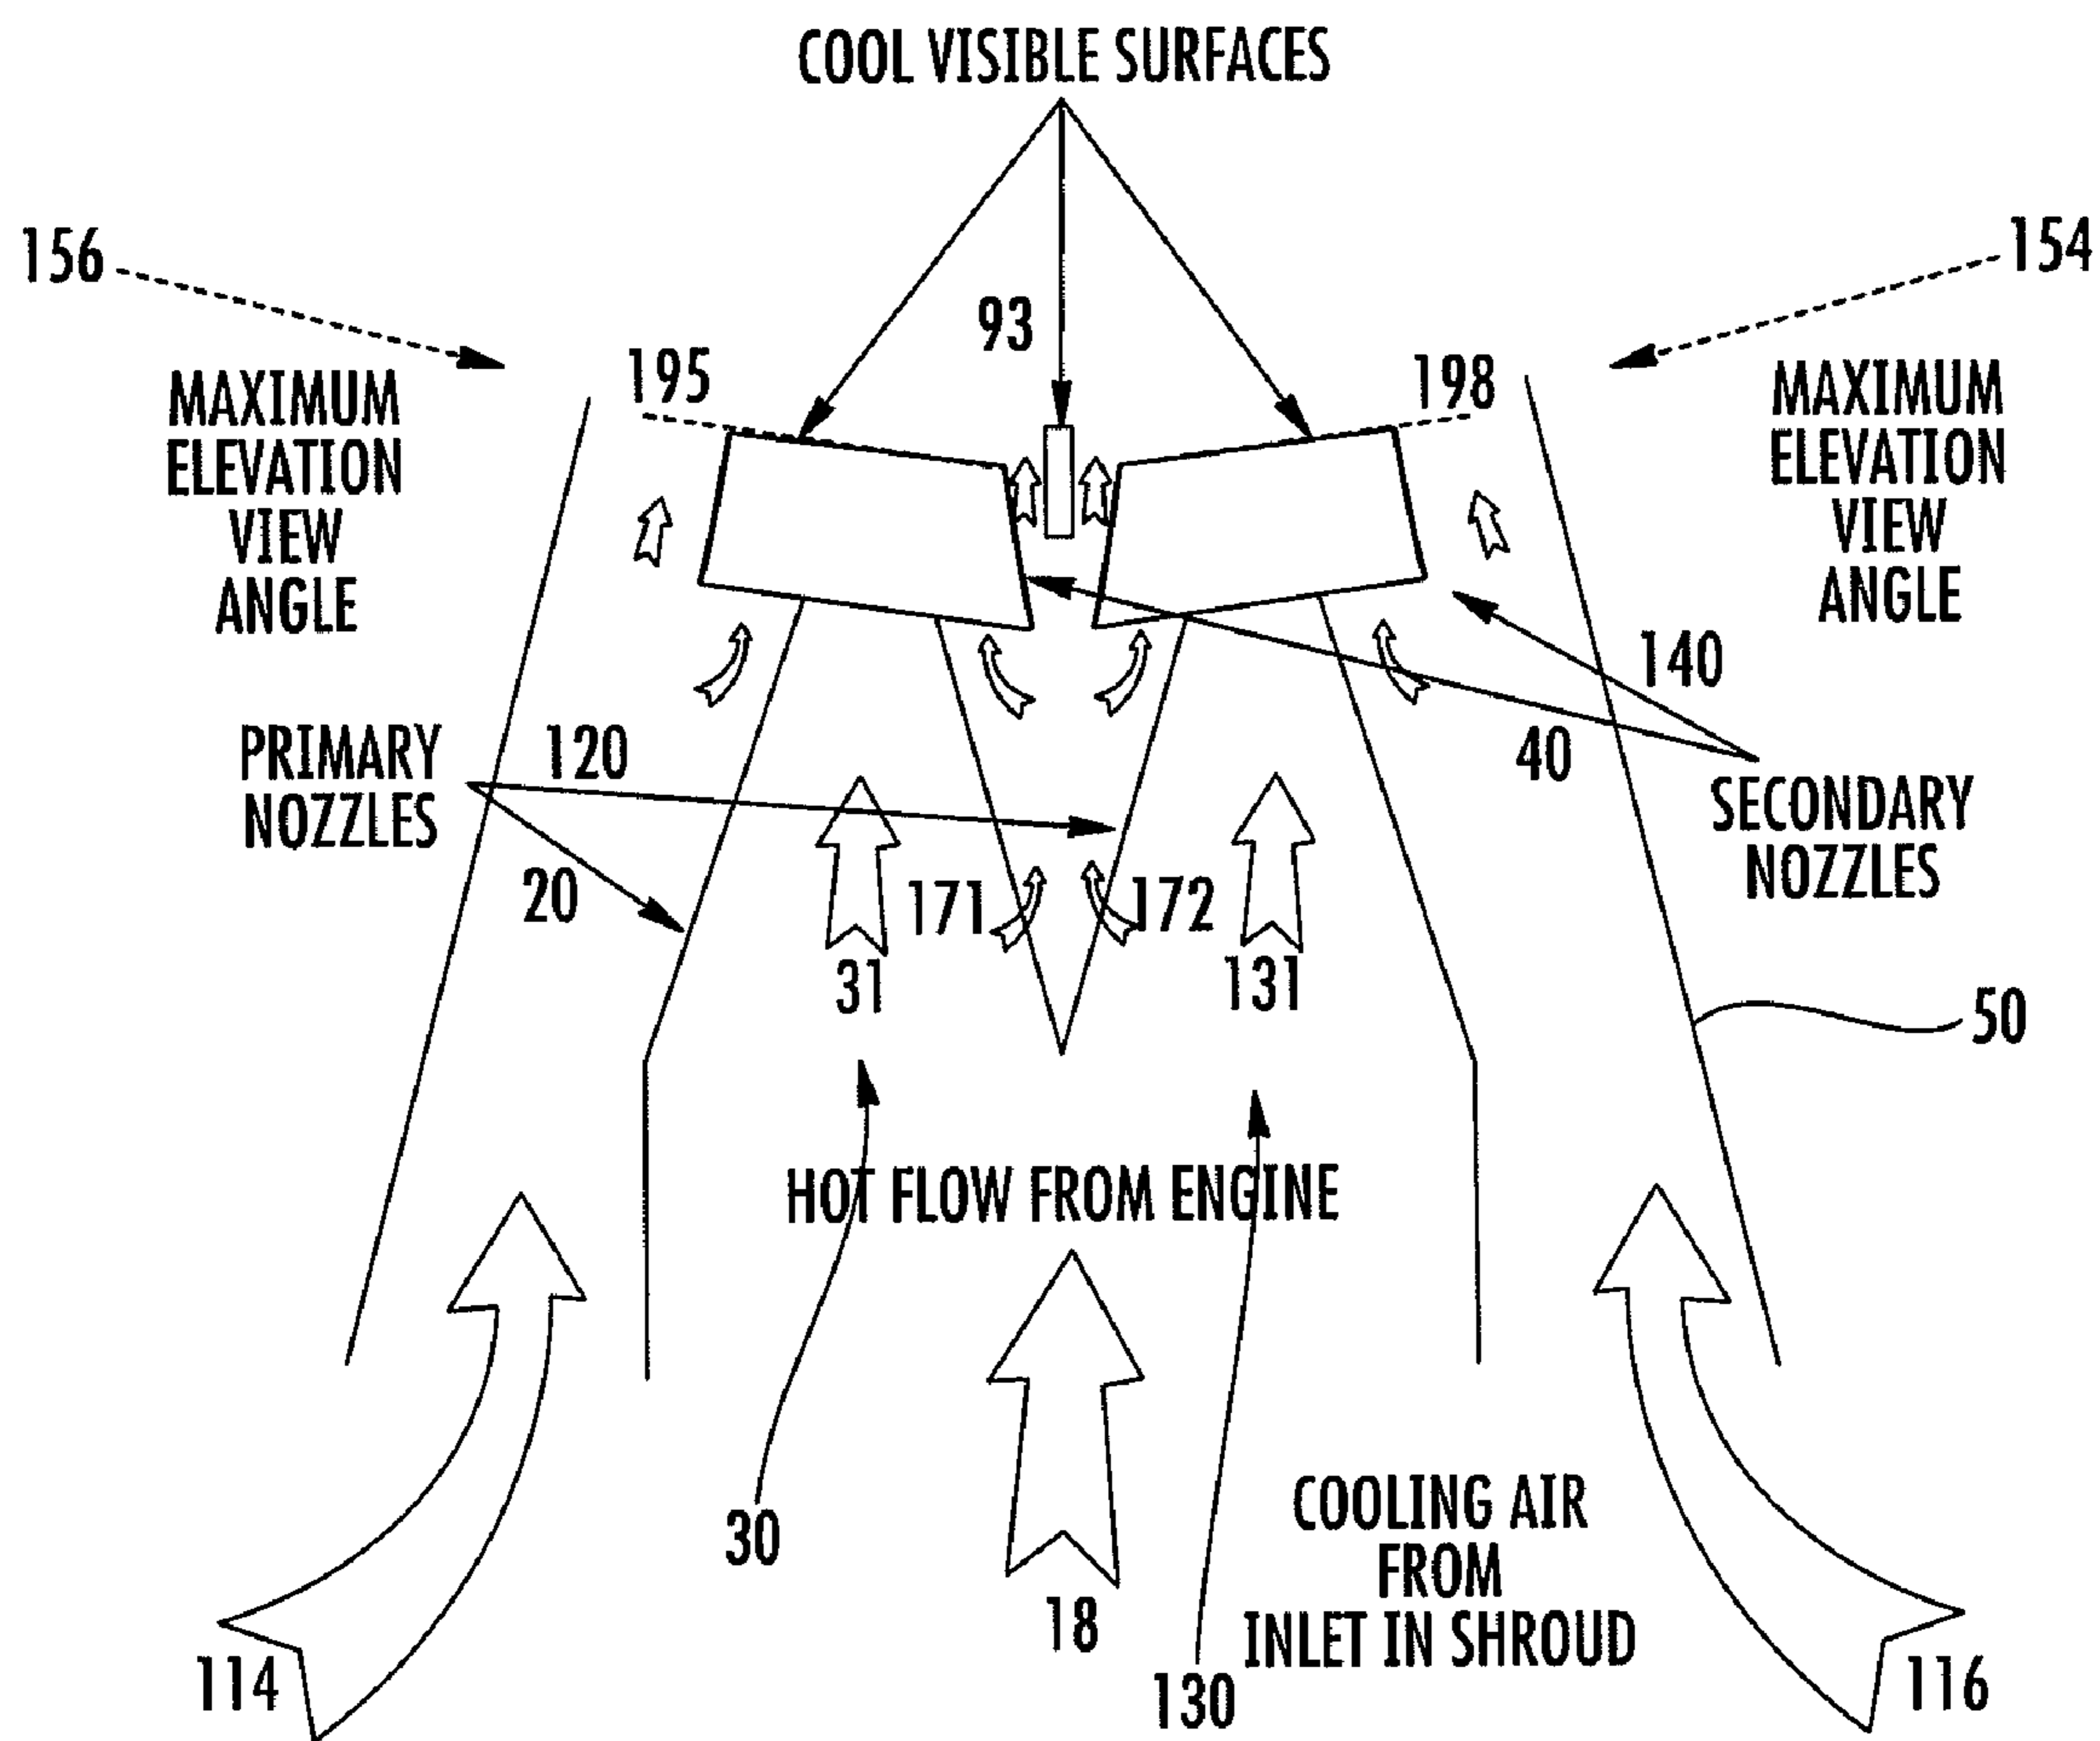 COOL VISIBLE SURFACES
156
154
93
195
198
MAXIMUM
ELEVATION
VIEW
ANGLE
MAXIMUM
ELEVATION
VIEW
ANGLE
140
PRIMARY
NOZZLES
120
40
SECONDARY
NOZZLES
20
171
172
31
131
50
HOT FLOW FROM ENGINE
30
18
COOLING AIR
FROM
INLET IN SHROUD
114
130
116